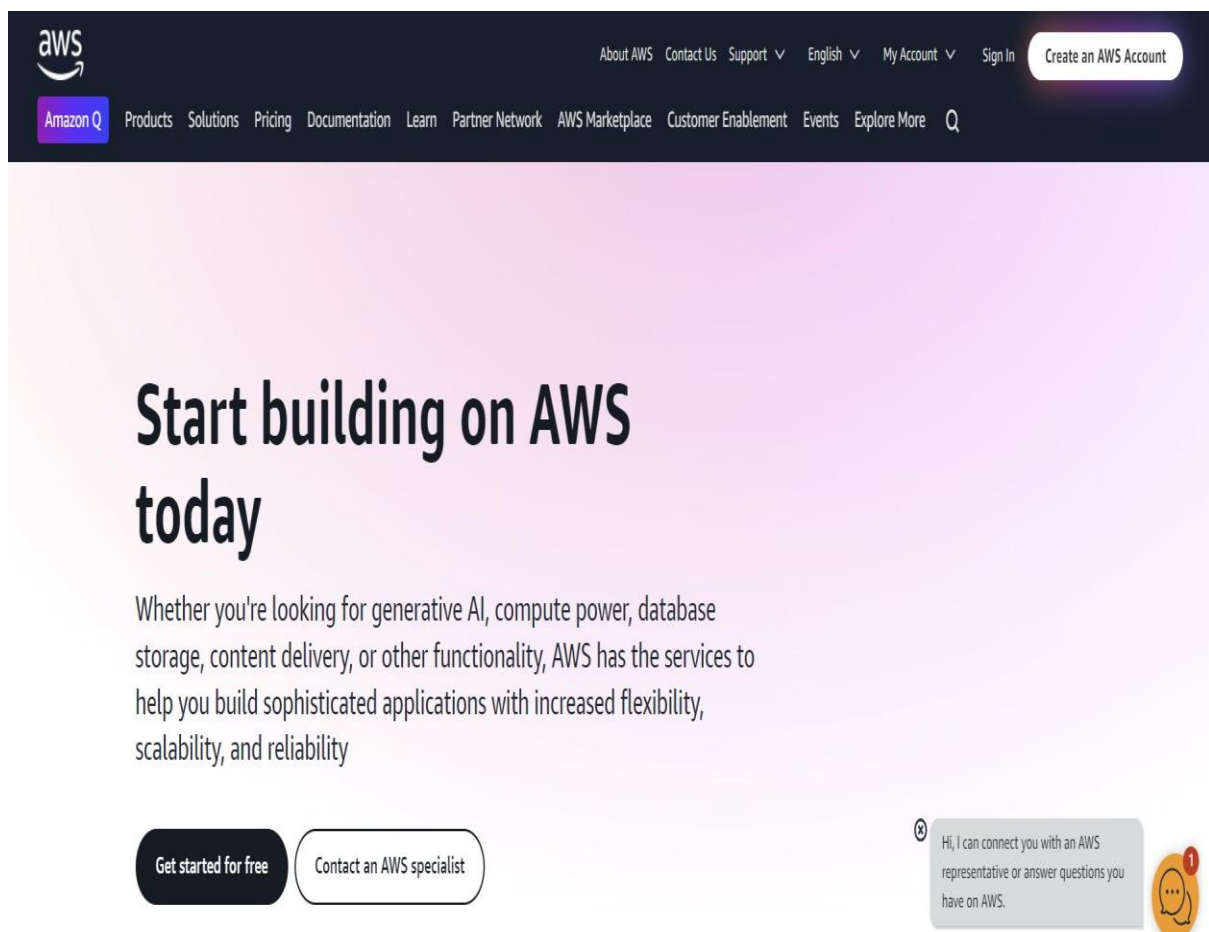 aws
About AWS Contact Us Support English My Account Sign In Create an AWS Account
Amazon Q Products Solutions Pricing Documentation Learn Partner Network AWS Marketplace Customer Enablement Events Explore More
Start building on AWS
today
Whether you're looking for generative AI, compute power, database
storage, content delivery, or other functionality, AWS has the services to
help you build sophisticated applications with increased flexibility,
scalability, and reliability
Get started for free Contact an AWS specialist
Hi, I can connect you with an AWS
representative or answer questions you
have on AWS.
1